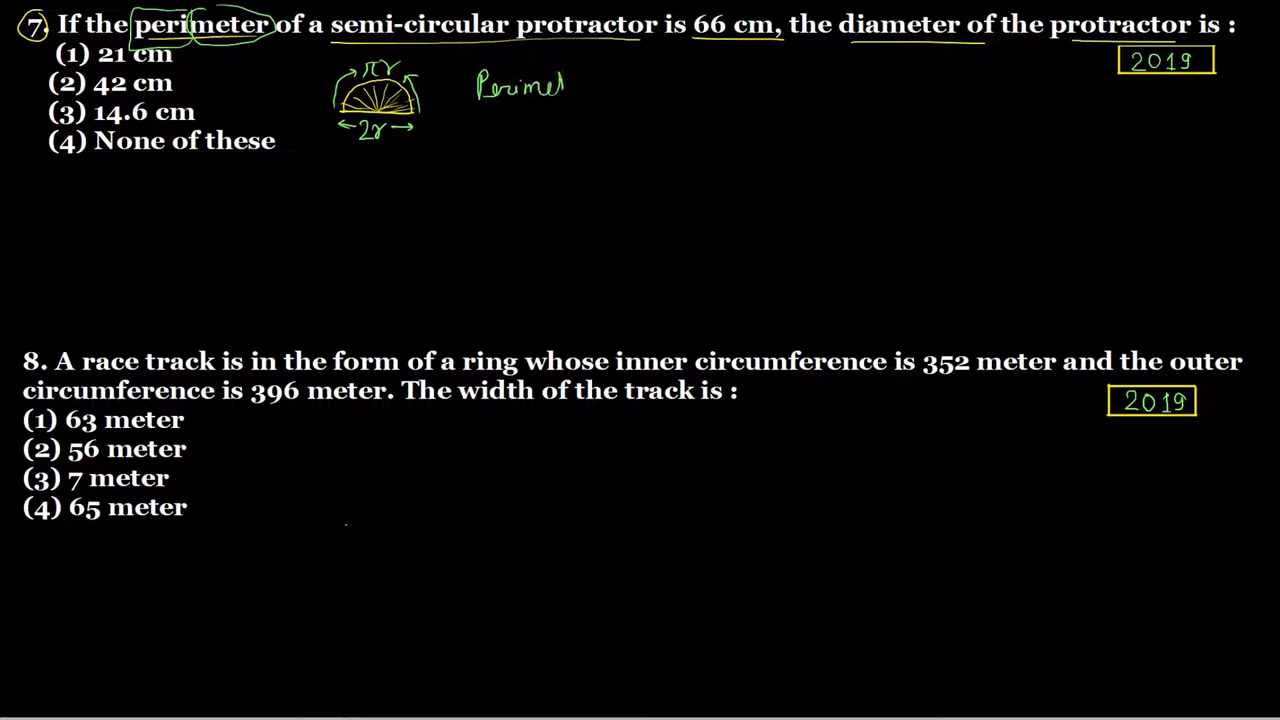 7. If the perimeter of a semi-circular protractor is 66 cm, the diameter of the protractor is :
2019
(1) 21 cm
(2) 42 cm
(3) 14.6 cm
(4) None of these
πr
2r
Perimet
8. A race track is in the form of a ring whose inner circumference is 352 meter and the outer
circumference is 396 meter. The width of the track is :
2019
(1) 63 meter
(2) 56 meter
(3) 7 meter
(4) 65 meter